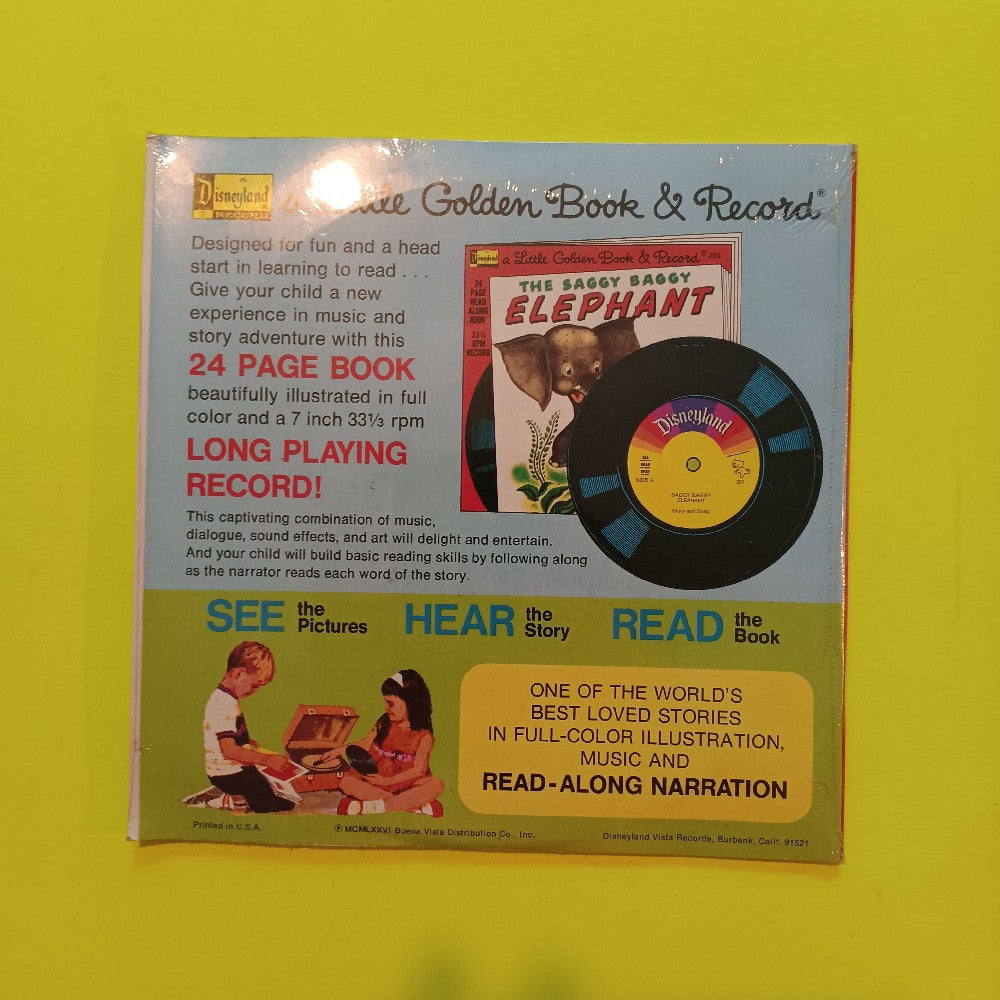 A
Disneyland
RECORD
a Little Golden Book & Record®
Designed for fun and a head
start in learning to read . . .
Give your child a new
experience in music and
story adventure with this
24 PAGE BOOK
beautifully illustrated in full
color and a 7 inch 33⅓ rpm
LONG PLAYING
RECORD!
This captivating combination of music,
dialogue, sound effects, and art will delight and entertain.
And your child will build basic reading skills by following along
as the narrator reads each word of the story.
Disneyland
a Little Golden Book & Record® 201
24
PAGE
READ
ALONG
BOOK
33⅓
RPM
RECORD
THE SAGGY BAGGY
ELEPHANT
Disneyland
SEE
HEAR
READ
SIDE A
201
SAGGY BAGGY
ELEPHANT
Story and Song
SEE the Pictures
HEAR the Story
READ the Book
ONE OF THE WORLD'S
BEST LOVED STORIES
IN FULL-COLOR ILLUSTRATION,
MUSIC AND
READ-ALONG NARRATION
Printed in U.S.A.
℗ MCMLXXVI Buena Vista Distribution Co., Inc.
Disneyland Vista Records, Burbank, Calif. 91521